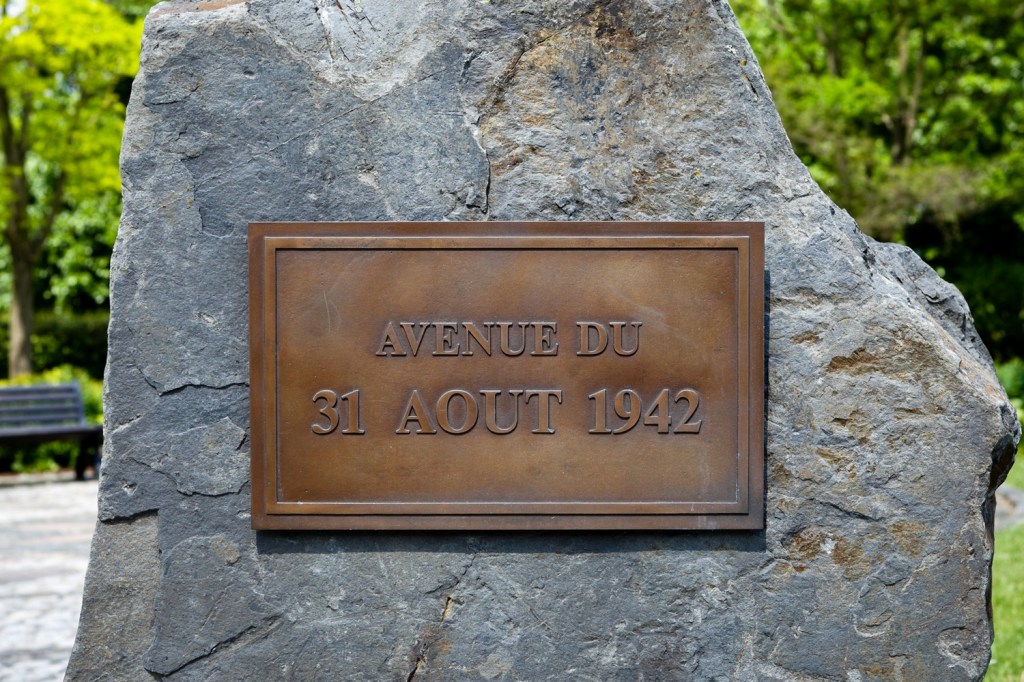 AVENUE DU
31 AOUT 1942